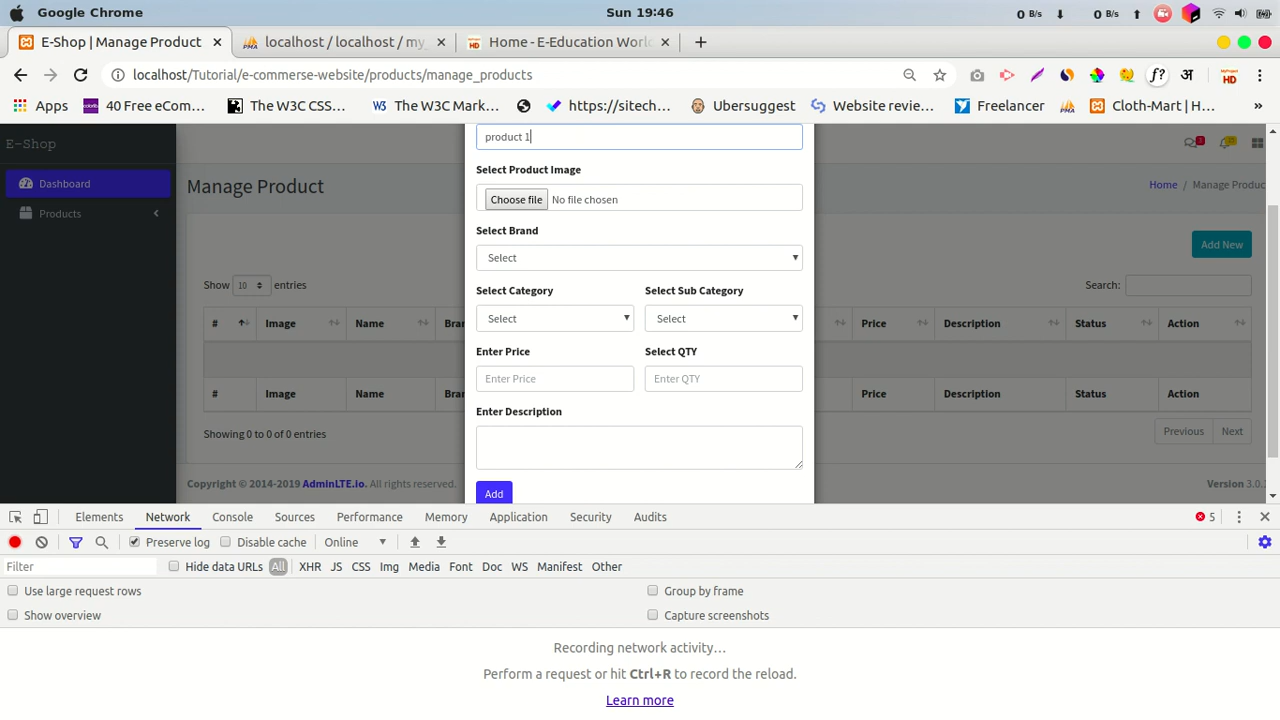 Google Chrome
Sun 19:46
0 B/s
0 B/s
E-Shop | Manage Product
localhost / localhost / my
Home - E-Education World
localhost/Tutorial/e-commerse-website/products/manage_products
f?
अ
Apps
40 Free eCom...
The W3C CSS...
The W3C Mark...
https://sitech...
Ubersuggest
Website revie...
Freelancer
Cloth-Mart | H...
»
E-Shop
Dashboard
Products
Manage Product
Home / Manage Produc
Add New
Show 10 entries
Search:
# Image Name Bra Price Description Status Action
# Image Name Bra Price Description Status Action
Showing 0 to 0 of 0 entries
Previous Next
Copyright © 2014-2019 AdminLTE.io. All rights reserved.
Version 3.0.
product 1
Select Product Image
Choose file No file chosen
Select Brand
Select
Select Category Select Sub Category
Select Select
Enter Price Select QTY
Enter Price Enter QTY
Enter Description
Add
Elements Network Console Sources Performance Memory Application Security Audits
5
Preserve log Disable cache Online
Filter
Hide data URLs All XHR JS CSS Img Media Font Doc WS Manifest Other
Use large request rows Group by frame
Show overview Capture screenshots
Recording network activity...
Perform a request or hit Ctrl+R to record the reload.
Learn more